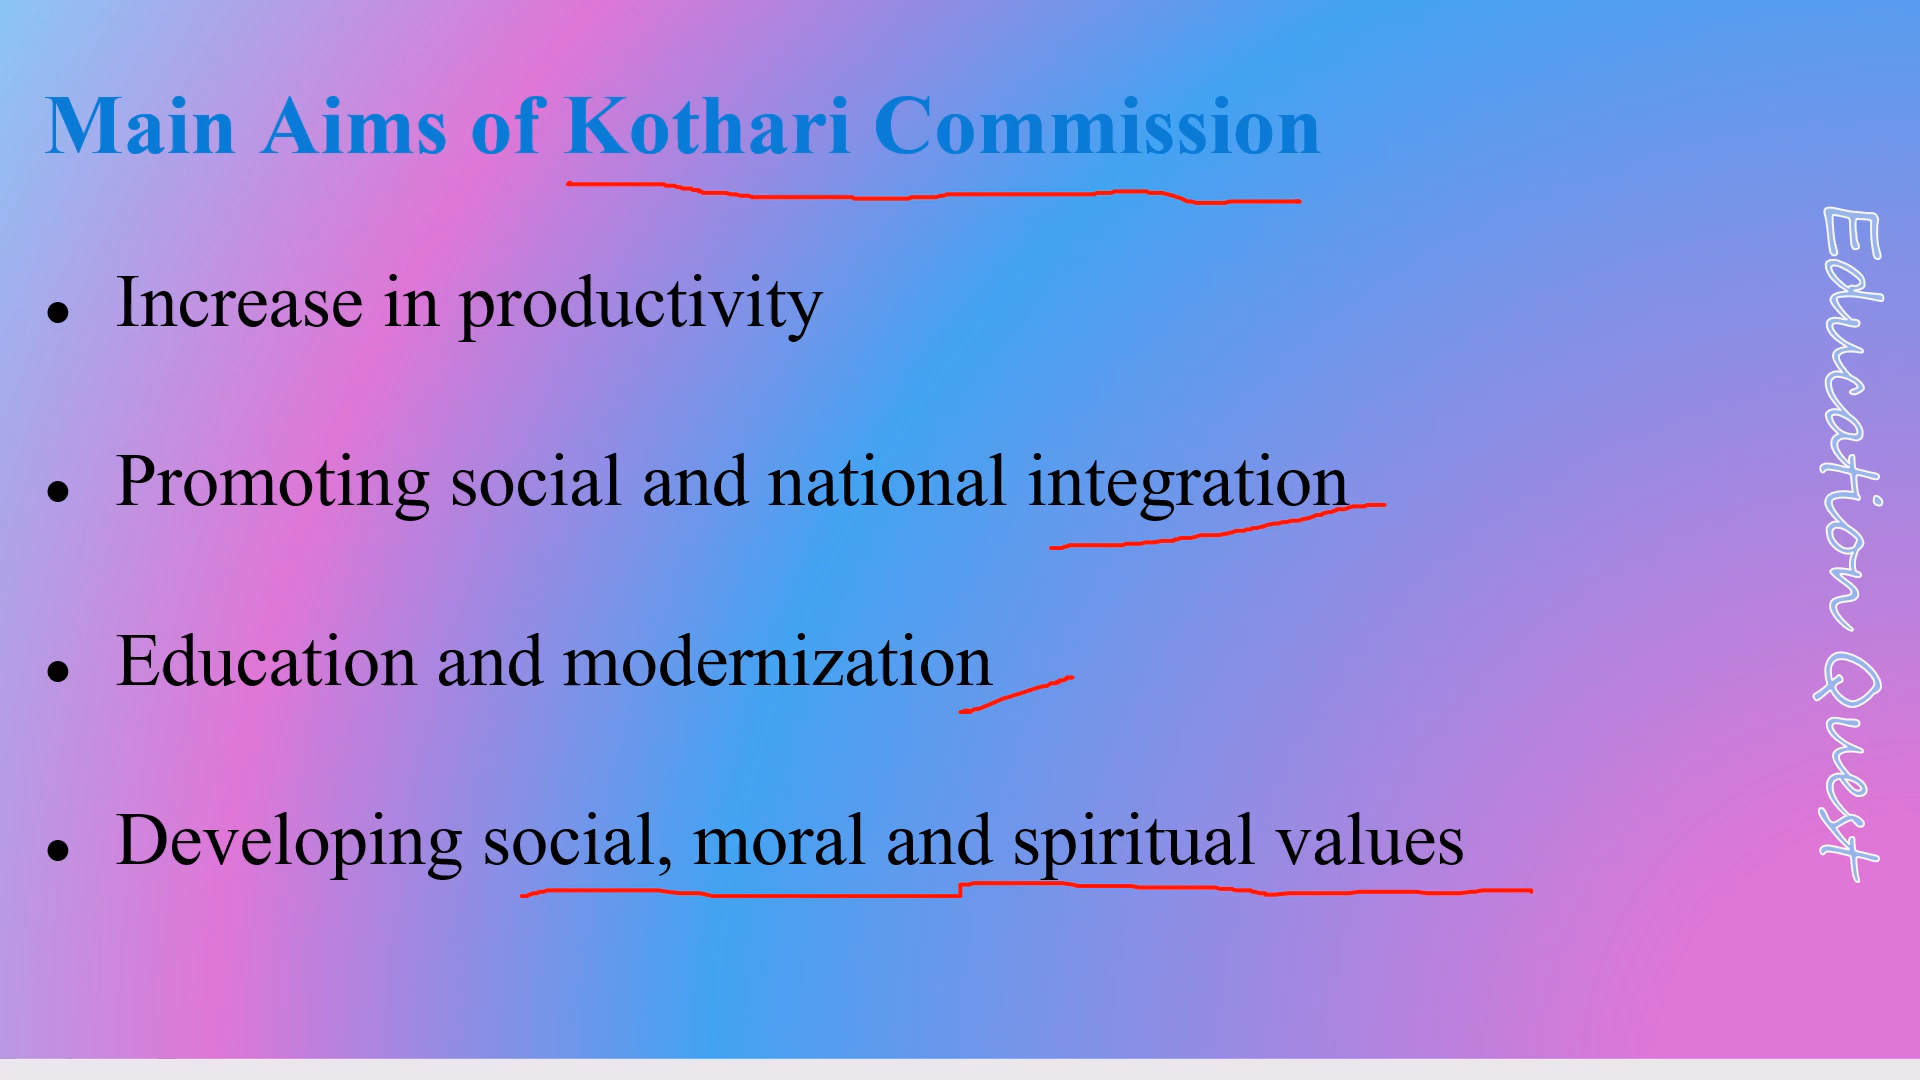 Main Aims of Kothari Commission
• Increase in productivity
• Promoting social and national integration
• Education and modernization
• Developing social, moral and spiritual values
Education Quest